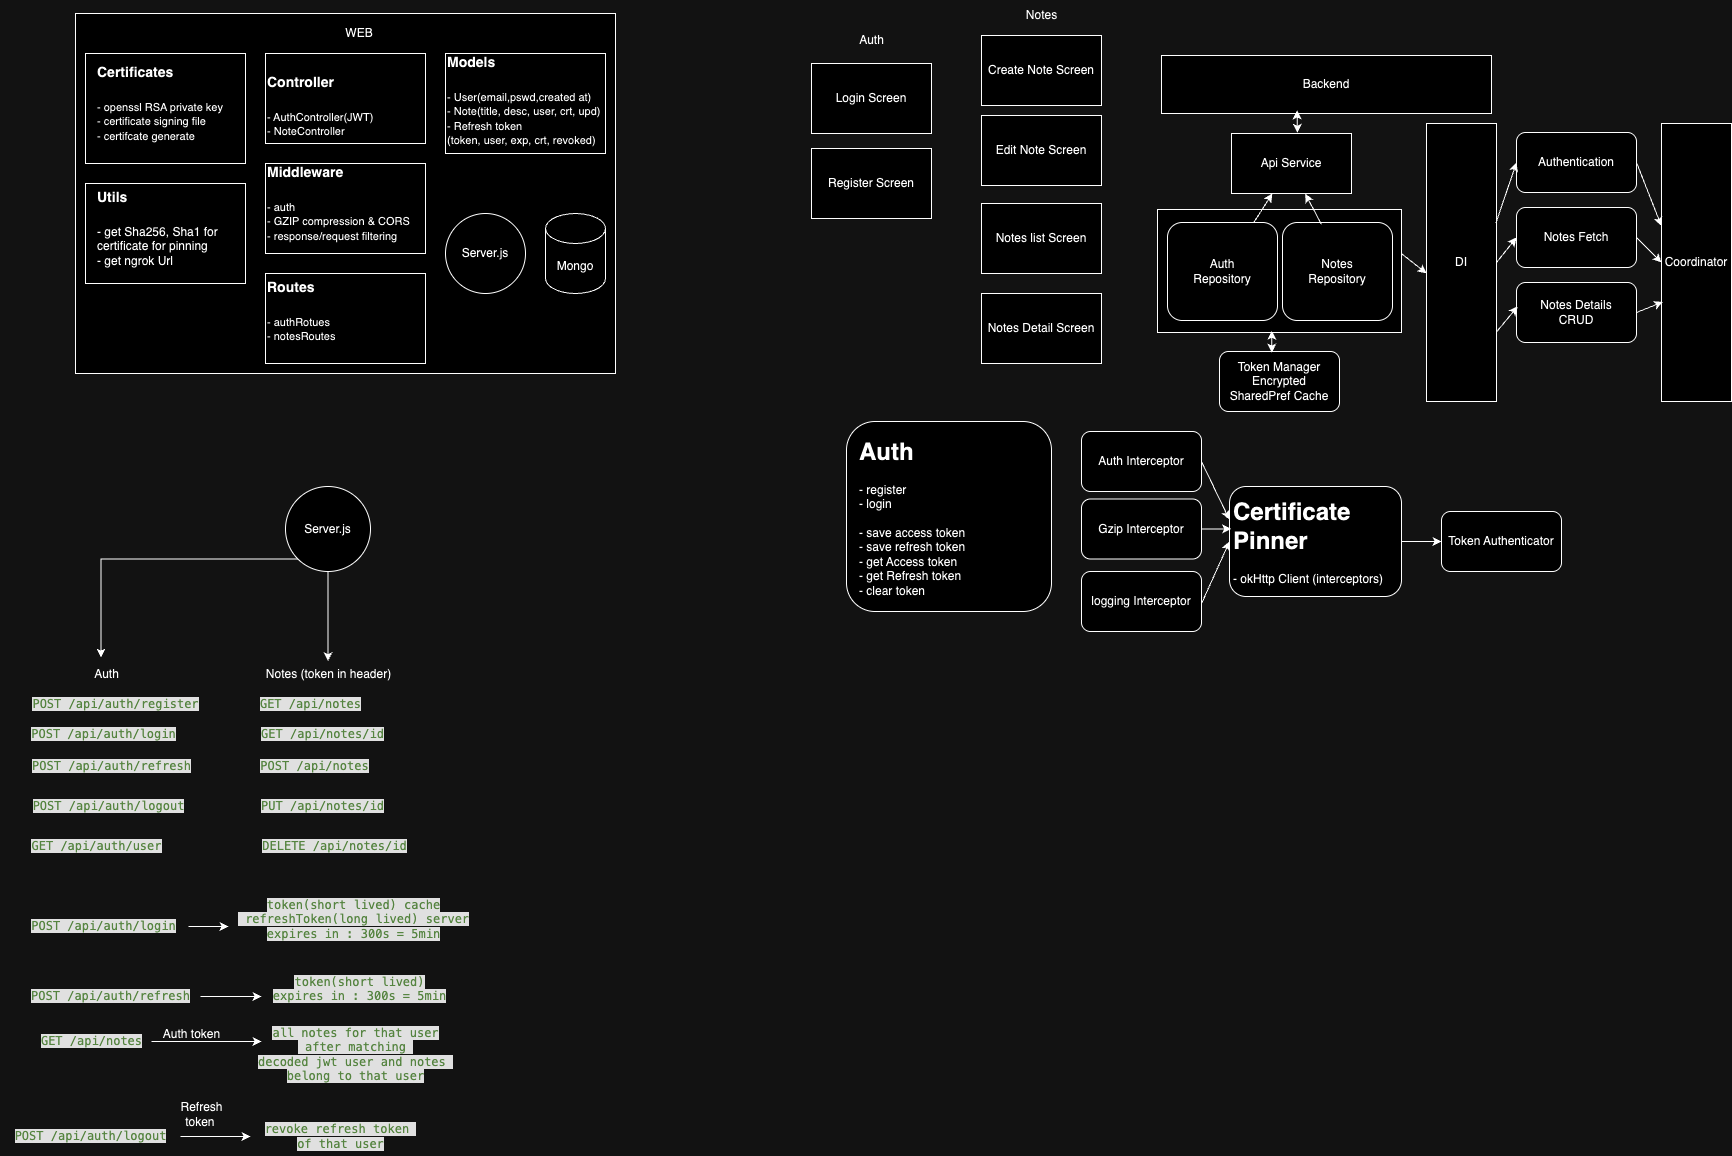 WEB
Certificates
- openssl RSA private key
- certificate signing file
- certifcate generate
Utils
- get Sha256, Sha1 for
certificate for pinning
- get ngrok Url
Controller
- AuthController(JWT)
- NoteController
Middleware
- auth
- GZIP compression & CORS
- response/request filtering
Routes
- authRotues
- notesRoutes
Models
- User(email,pswd,created at)
- Note(title, desc, user, crt, upd)
- Refresh token
(token, user, exp, crt, revoked)
Server.js
Mongo
Auth
Login Screen
Register Screen
Notes
Create Note Screen
Edit Note Screen
Notes list Screen
Notes Detail Screen
Backend
Api Service
Auth
Repository
Notes
Repository
Token Manager
Encrypted
SharedPref Cache
DI
Authentication
Notes Fetch
Notes Details
CRUD
Coordinator
Auth
- register
- login
- save access token
- save refresh token
- get Access token
- get Refresh token
- clear token
Auth Interceptor
Gzip Interceptor
logging Interceptor
Certificate
Pinner
- okHttp Client (interceptors)
Token Authenticator
Server.js
Auth
POST /api/auth/register
POST /api/auth/login
POST /api/auth/refresh
POST /api/auth/logout
GET /api/auth/user
Notes (token in header)
GET /api/notes
GET /api/notes/id
POST /api/notes
PUT /api/notes/id
DELETE /api/notes/id
POST /api/auth/login
token(short lived) cache
refreshToken(long lived) server
expires in : 300s = 5min
POST /api/auth/refresh
token(short lived)
expires in : 300s = 5min
GET /api/notes
Auth token
all notes for that user
after matching
decoded jwt user and notes
belong to that user
POST /api/auth/logout
Refresh
token
revoke refresh token
of that user